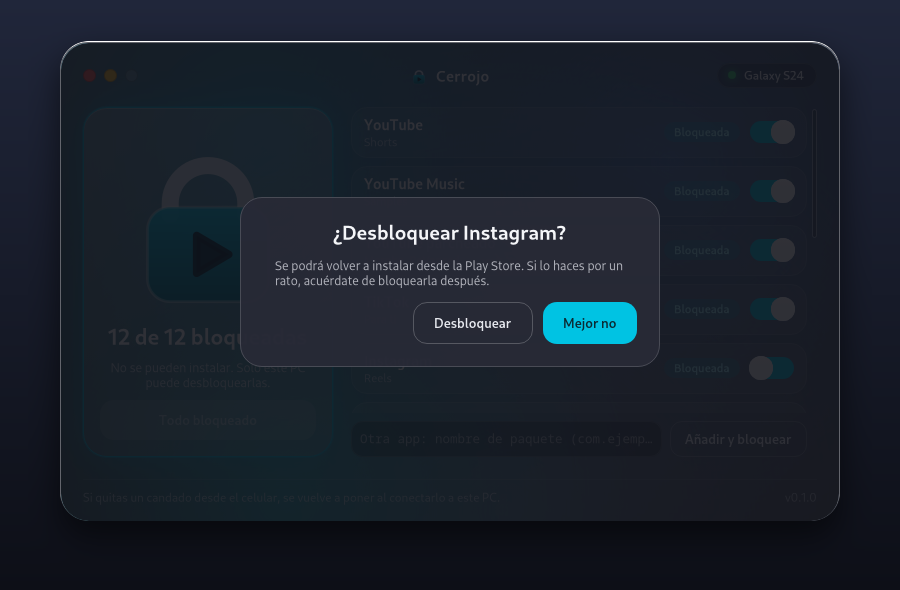 Cerrojo
Galaxy S24
YouTube
Shorts
Bloqueada
YouTube Music
Bloqueada
Bloqueada
Bloqueada
¿Desbloquear Instagram?
Se podrá volver a instalar desde la Play Store. Si lo haces por un
rato, acuérdate de bloquearla después.
Desbloquear
Mejor no
12 de 12
No se pueden instalar. Solo este PC
puede desbloquearlas.
Todo bloqueado
Reels
Bloqueada
Otra app: nombre de paquete (com.ejemp…
Añadir y bloquear
Si quitas un candado desde el celular, se vuelve a poner al conectarlo a este PC.
v0.1.0